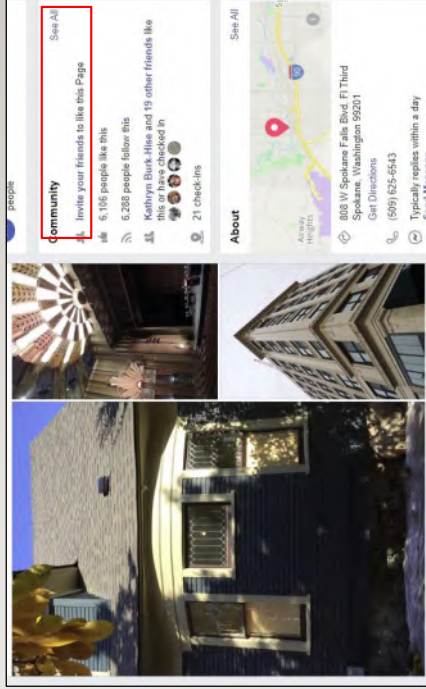 people
Community
See All
Invite your friends to like this Page
6,106 people like this
6,288 people follow this
Kathryn Burk-Hise and 19 other friends like
this or have checked in
21 check-ins
About
See All
Airway
Heights
90
808 W Spokane Falls Blvd, Fl Third
Spokane, Washington 99201
Get Directions
(509) 625-6543
Typically replies within a day
Send Message